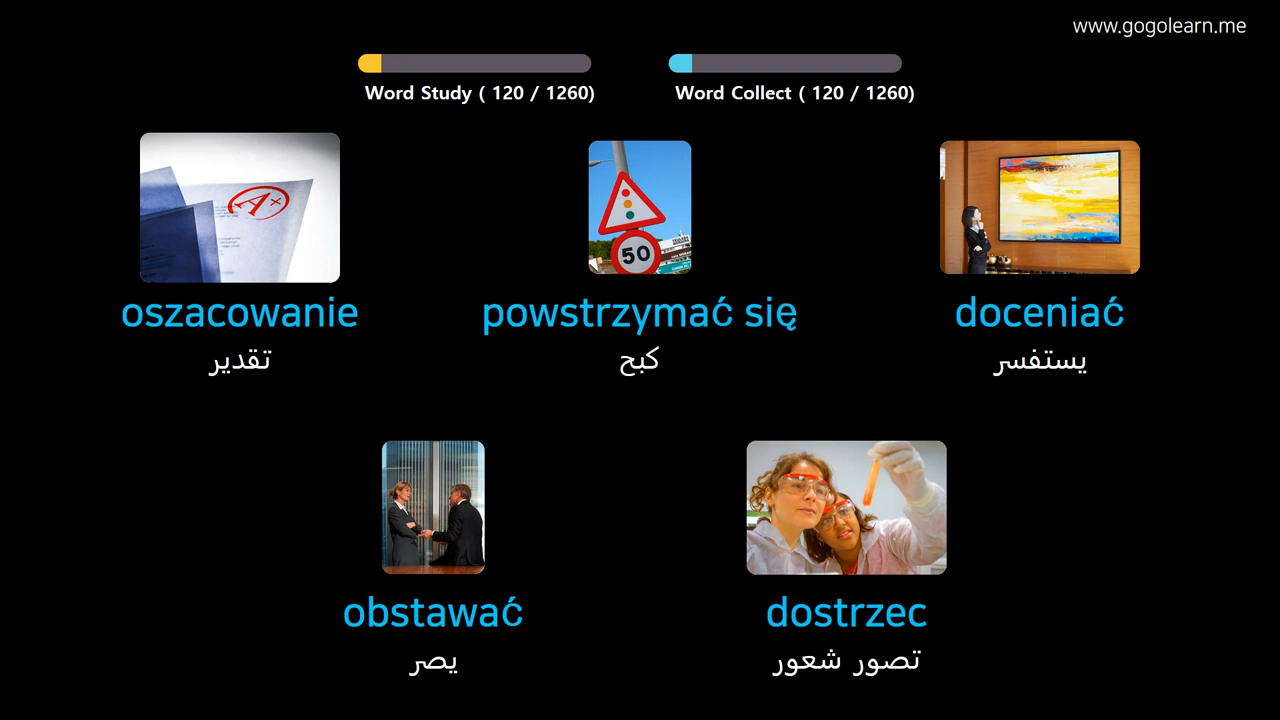 www.gogolearn.me
Word Study ( 120 / 1260)
Word Collect ( 120 / 1260)
A+
50
oszacowanie
powstrzymać się
doceniać
تقدير
كبح
يستفسر
obstawać
dostrzec
يصر
تصور شعور